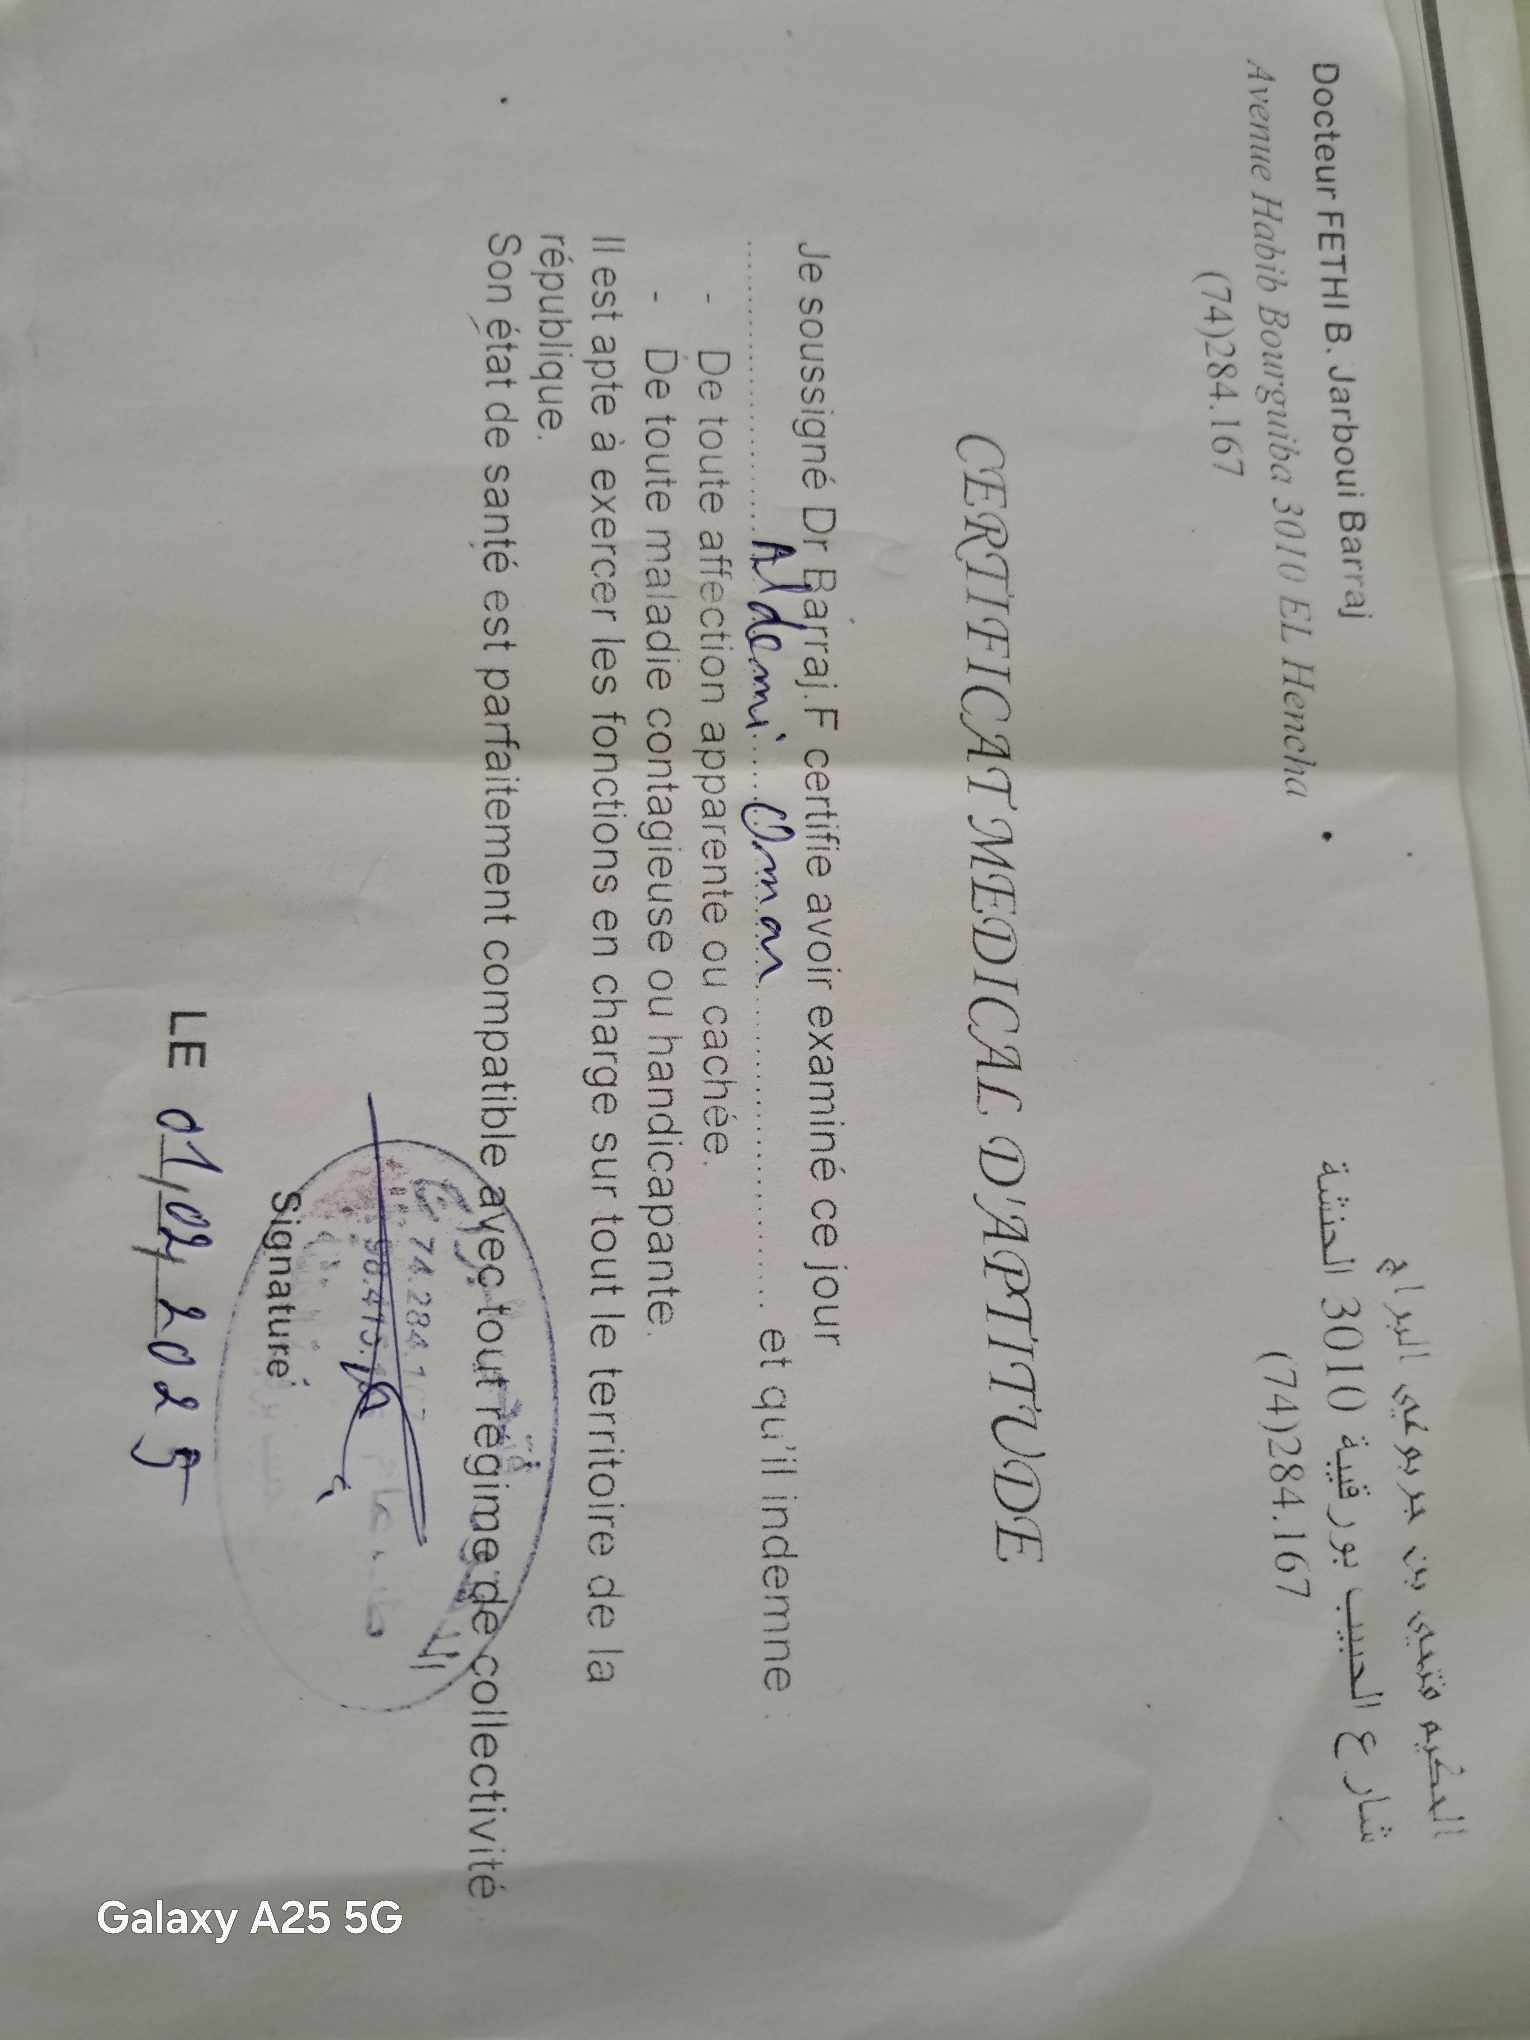 Docteur FETHI B. Jarboui Barraj
Avenue Habib Bourguiba 3010 EL Hencha
(74)284.167
الحكيم فتحي بن جربوعي البراج
شارع الحبيب بورقيبة 3010 الحنشة
(74)284.167
CERTIFICAT MEDICAL D'APTITUDE
Je soussigné Dr Barraj.F certifie avoir examiné ce jour
Aldemi Oman et qu'il indemne :
- De toute affection apparente ou cachée.
- De toute maladie contagieuse ou handicapante.
Il est apte à exercer les fonctions en charge sur tout le territoire de la
république.
Son état de santé est parfaitement compatible avec tout régime de collectivité
74.284.1
Signature
LE 01,02,2025
Galaxy A25 5G